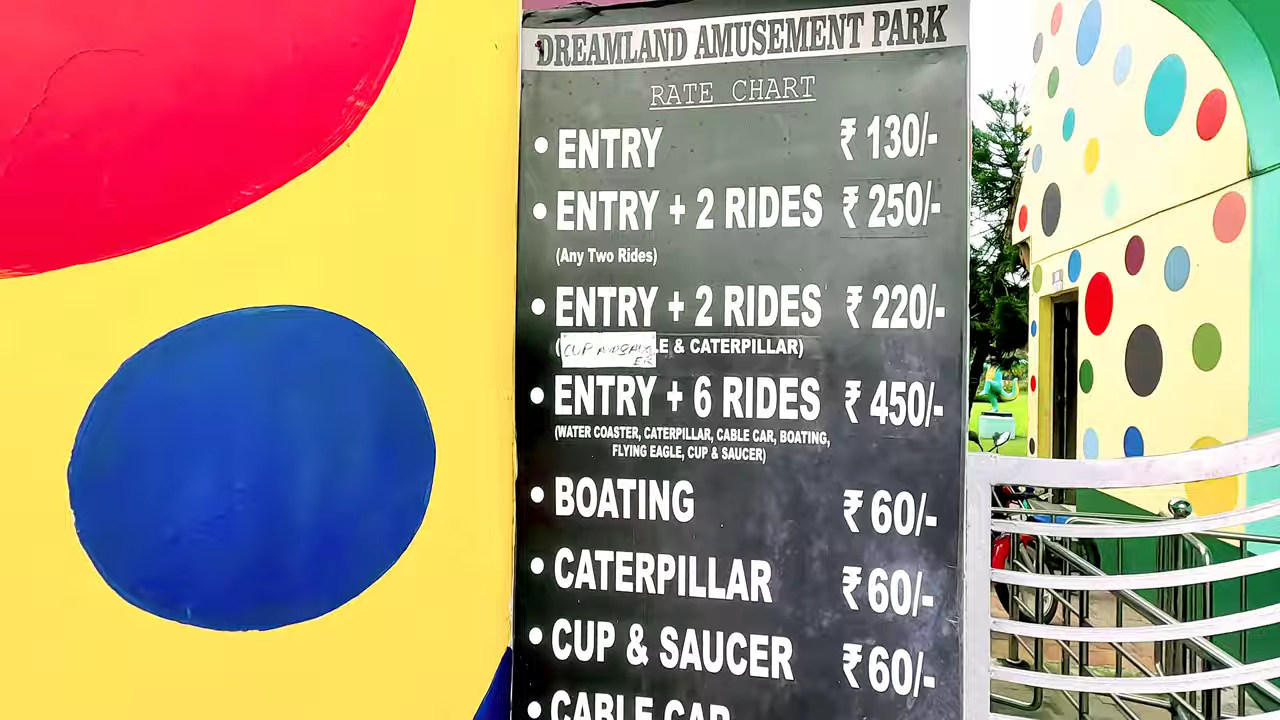 DREAMLAND AMUSEMENT PARK
RATE CHART
• ENTRY ₹ 130/-
• ENTRY + 2 RIDES ₹ 250/-
(Any Two Rides)
• ENTRY + 2 RIDES ₹ 220/-
(CUP AND SAUCER LE & CATERPILLAR)
• ENTRY + 6 RIDES ₹ 450/-
(WATER COASTER, CATERPILLAR, CABLE CAR, BOATING,
FLYING EAGLE, CUP & SAUCER)
• BOATING ₹ 60/-
• CATERPILLAR ₹ 60/-
• CUP & SAUCER ₹ 60/-
• CABLE CAR